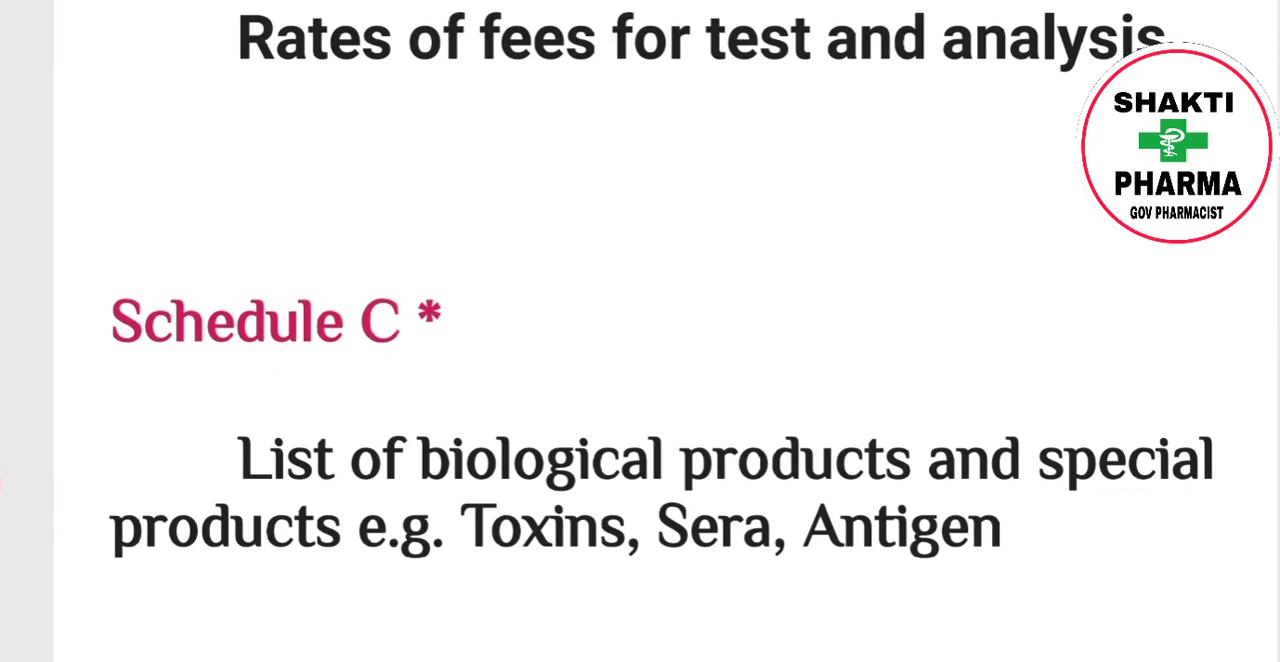 Rates of fees for test and analysis
SHAKTI
PHARMA
GOV PHARMACIST
Schedule C *
List of biological products and special
products e.g. Toxins, Sera, Antigen